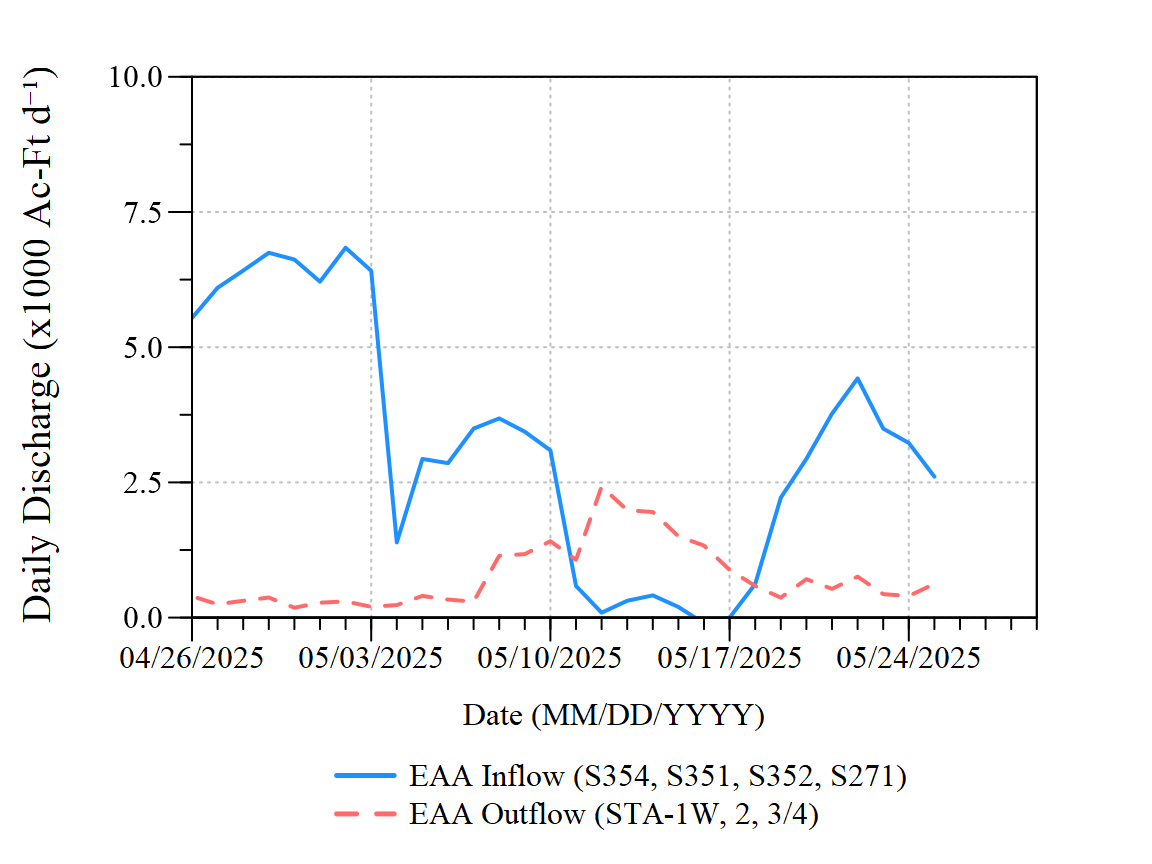 Daily Discharge (x1000 Ac-Ft d⁻¹)
10.0
7.5
5.0
2.5
0.0
04/26/2025 05/03/2025 05/10/2025 05/17/2025 05/24/2025
Date (MM/DD/YYYY)
EAA Inflow (S354, S351, S352, S271)
EAA Outflow (STA-1W, 2, 3/4)